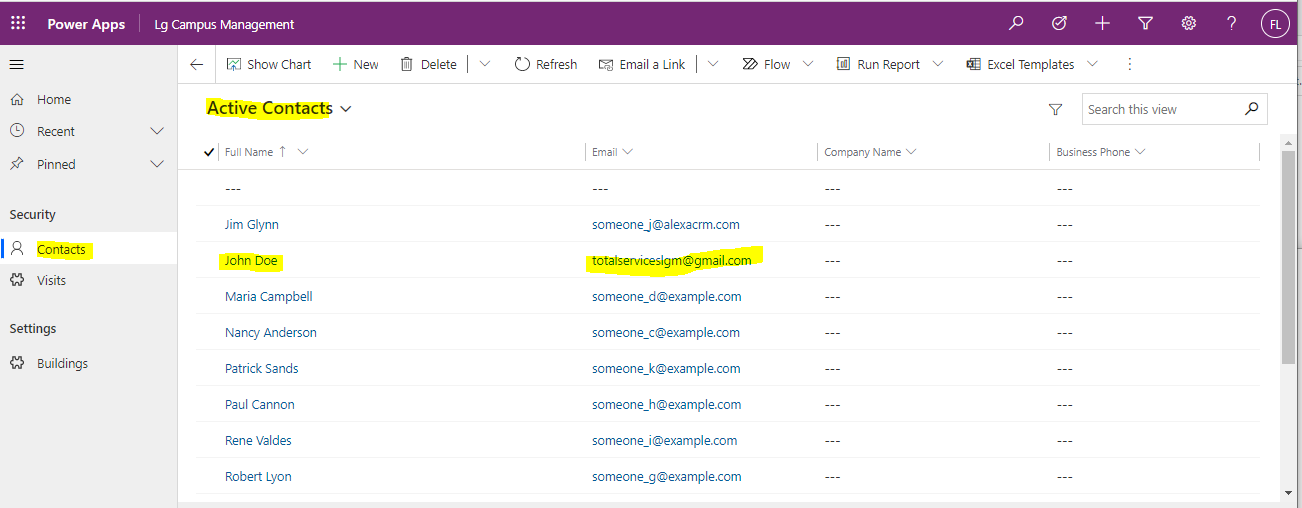 Power Apps Lg Campus Management ? FL
Show Chart New Delete Refresh Email a Link Flow Run Report Excel Templates
Home
Recent
Pinned
Security
Contacts
Visits
Settings
Buildings
Active Contacts Search this view
Full Name Email Company Name Business Phone
--- --- --- ---
Jim Glynn someone_j@alexacrm.com --- ---
John Doe totalserviceslgm@gmail.com --- ---
Maria Campbell someone_d@example.com --- ---
Nancy Anderson someone_c@example.com --- ---
Patrick Sands someone_k@example.com --- ---
Paul Cannon someone_h@example.com --- ---
Rene Valdes someone_i@example.com --- ---
Robert Lyon someone_g@example.com --- ---